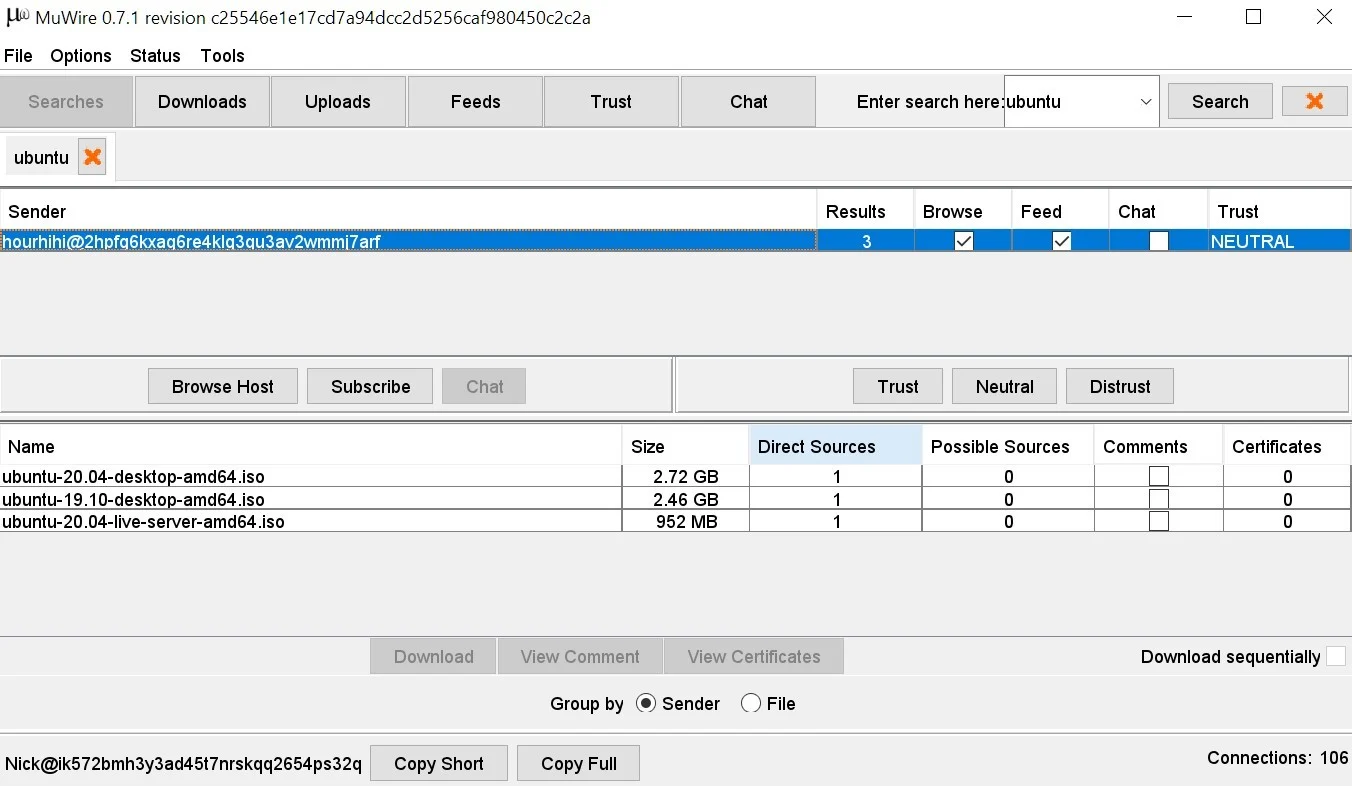 µω MuWire 0.7.1 revision c25546e1e17cd7a94dcc2d5256caf980450c2c2a
File Options Status Tools
Searches Downloads Uploads Feeds Trust Chat Enter search here: ubuntu Search
ubuntu
Sender Results Browse Feed Chat Trust
hourhihi@2hpfq6kxaq6re4klq3qu3av2wmmj7arf 3 NEUTRAL
Browse Host Subscribe Chat Trust Neutral Distrust
Name Size Direct Sources Possible Sources Comments Certificates
ubuntu-20.04-desktop-amd64.iso 2.72 GB 1 0 0
ubuntu-19.10-desktop-amd64.iso 2.46 GB 1 0 0
ubuntu-20.04-live-server-amd64.iso 952 MB 1 0 0
Download View Comment View Certificates Download sequentially
Group by Sender File
Nick@ik572bmh3y3ad45t7nrskqq2654ps32q Copy Short Copy Full Connections: 106